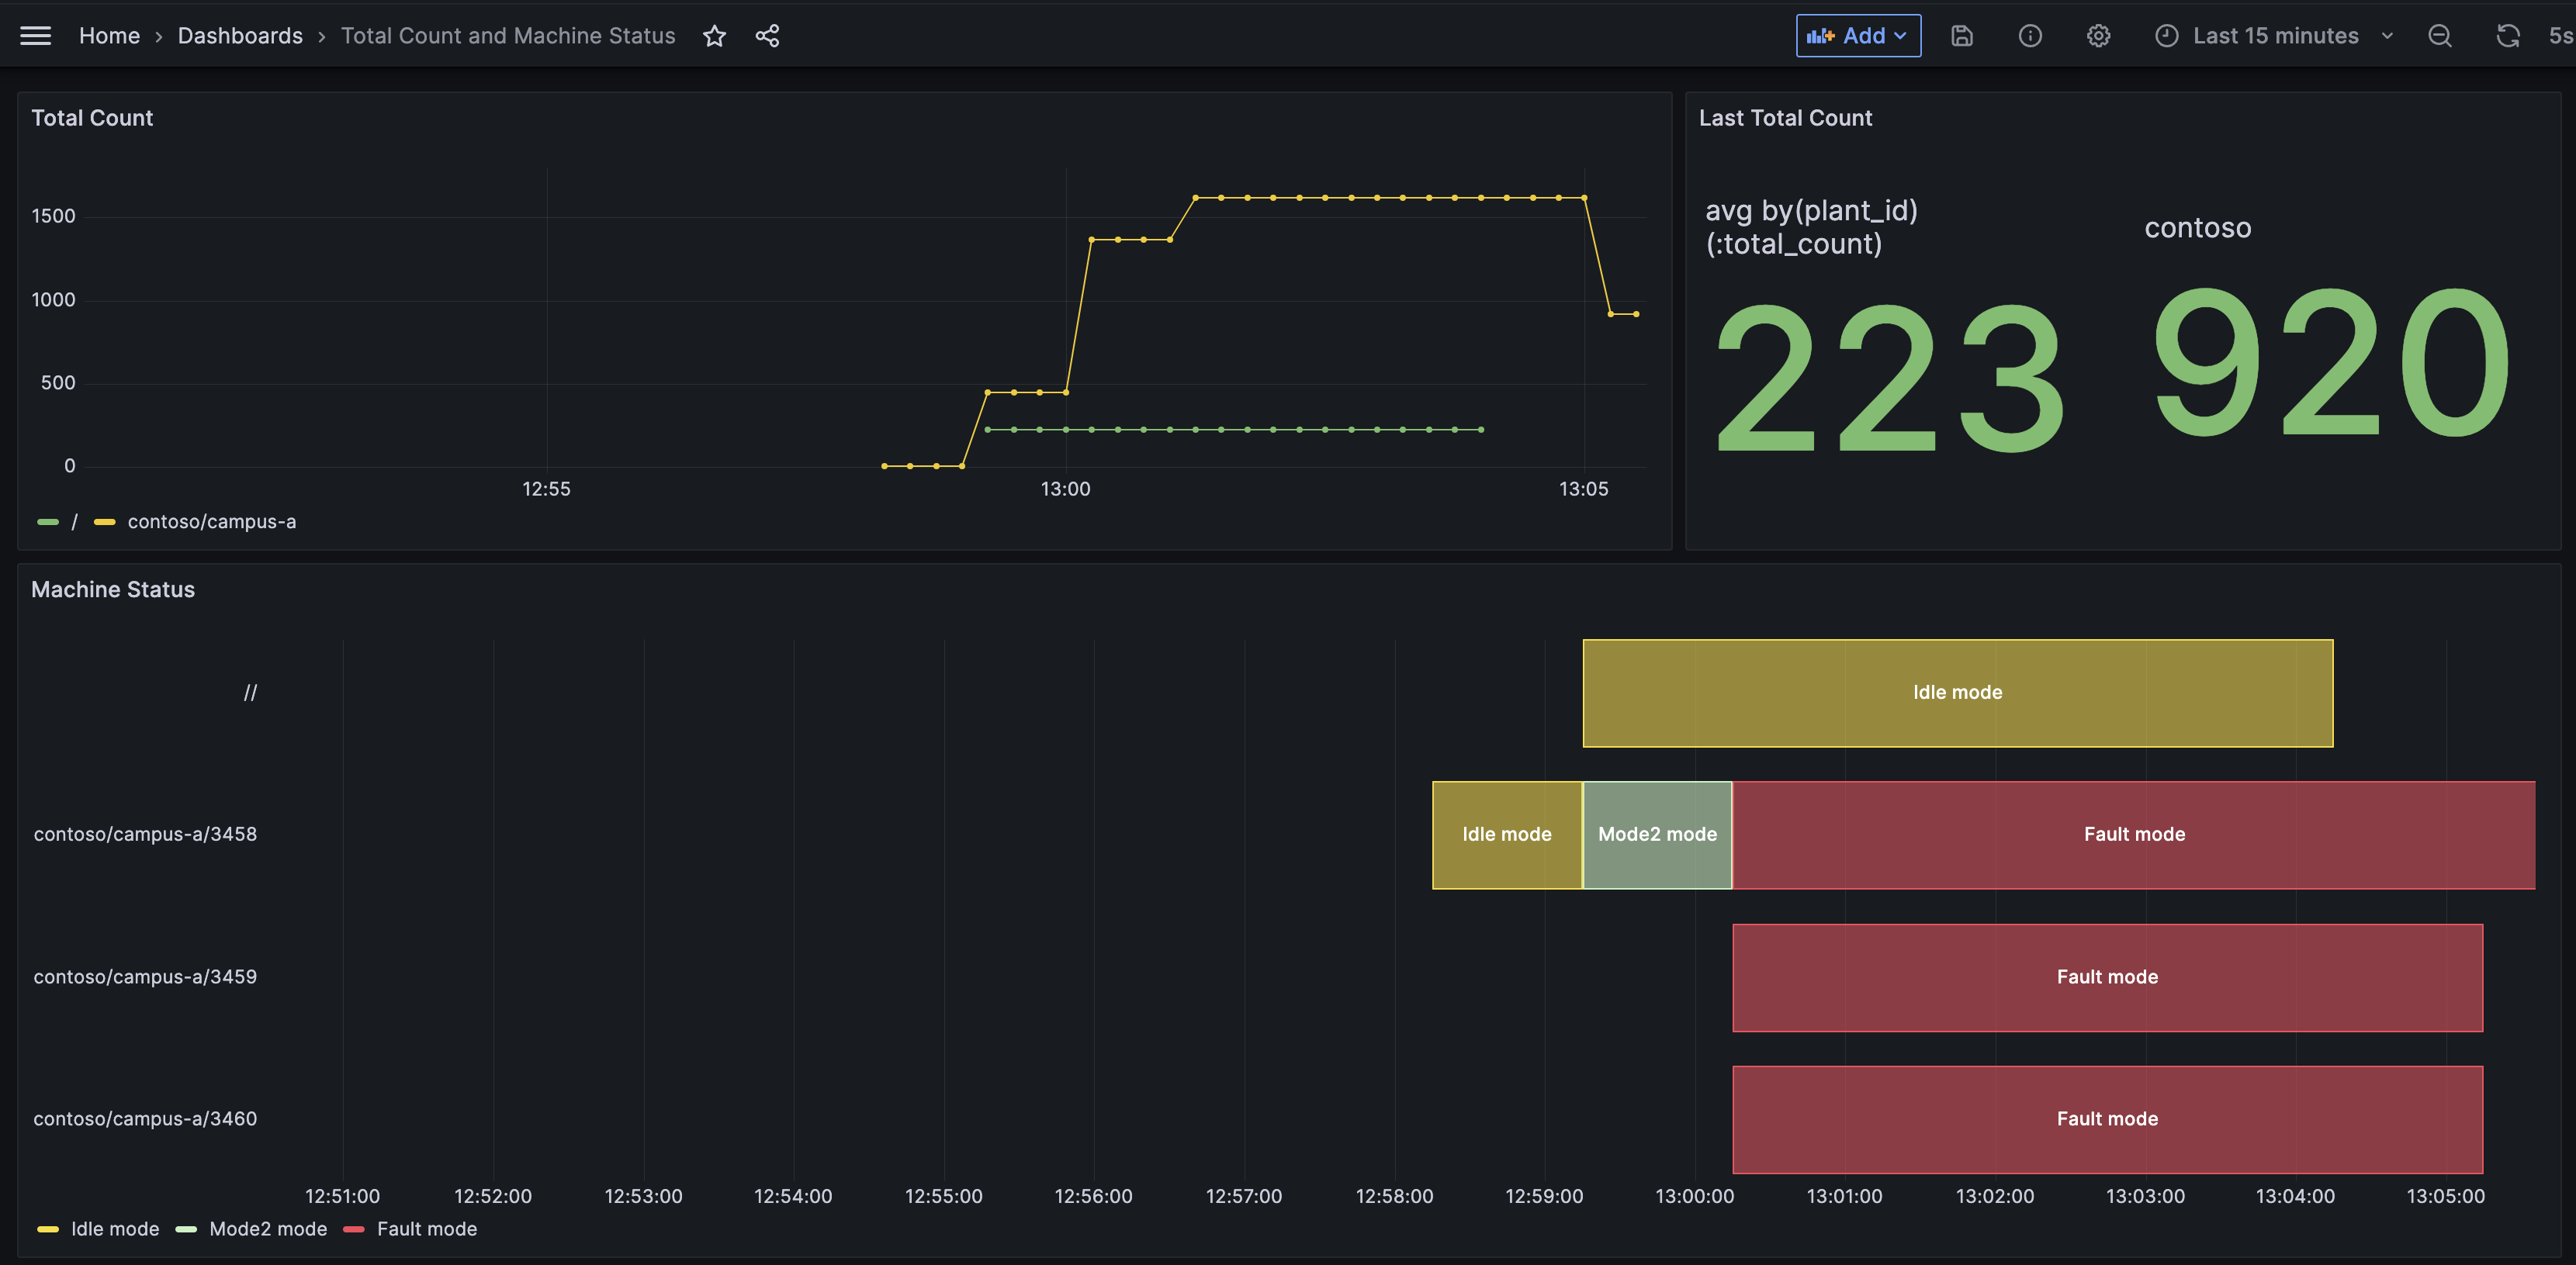 Home › Dashboards › Total Count and Machine Status
Add
Last 15 minutes
5s
Total Count
1500
1000
500
0
12:55 13:00 13:05
/ contoso/campus-a
Last Total Count
avg by(plant_id)
(:total_count)
223
contoso
920
Machine Status
//
Idle mode
contoso/campus-a/3458
Idle mode Mode2 mode Fault mode
contoso/campus-a/3459
Fault mode
contoso/campus-a/3460
Fault mode
12:51:00 12:52:00 12:53:00 12:54:00 12:55:00 12:56:00 12:57:00 12:58:00 12:59:00 13:00:00 13:01:00 13:02:00 13:03:00 13:04:00 13:05:00
Idle mode Mode2 mode Fault mode